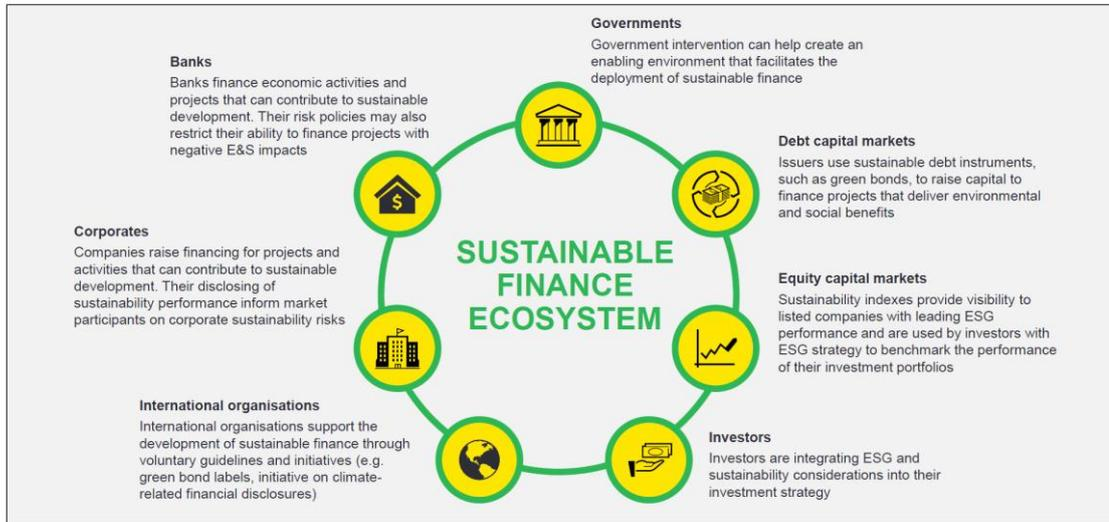 Governments
Government intervention can help create an
enabling environment that facilitates the
deployment of sustainable finance
Banks
Banks finance economic activities and
projects that can contribute to sustainable
development. Their risk policies may also
restrict their ability to finance projects with
negative E&S impacts
Debt capital markets
Issuers use sustainable debt instruments,
such as green bonds, to raise capital to
finance projects that deliver environmental
and social benefits
Corporates
Companies raise financing for projects and
activities that can contribute to sustainable
development. Their disclosing of
sustainability performance inform market
participants on corporate sustainability risks
SUSTAINABLE
FINANCE
ECOSYSTEM
Equity capital markets
Sustainability indexes provide visibility to
listed companies with leading ESG
performance and are used by investors with
ESG strategy to benchmark the performance
of their investment portfolios
International organisations
International organisations support the
development of sustainable finance through
voluntary guidelines and initiatives (e.g.
green bond labels, initiative on climate-
related financial disclosures)
Investors
Investors are integrating ESG and
sustainability considerations into their
investment strategy
$